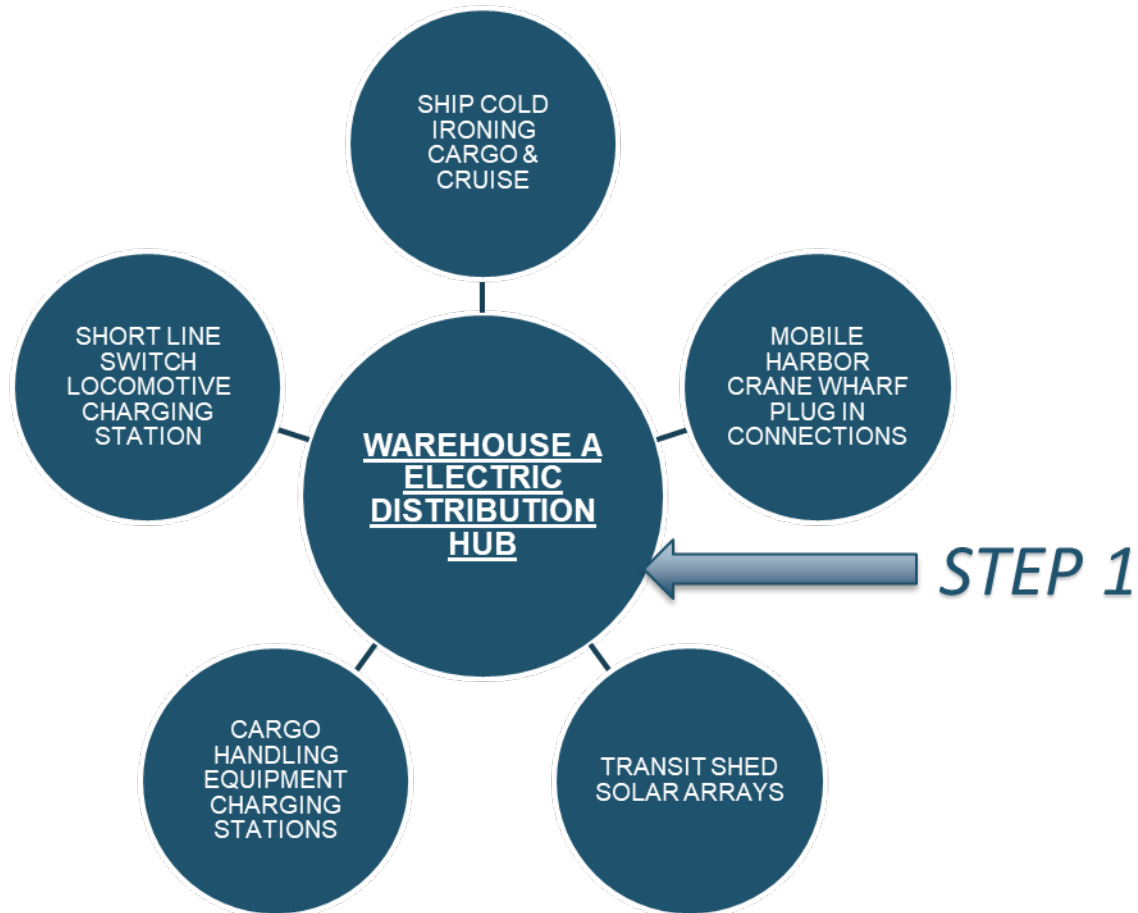 SHIP COLD
IRONING
CARGO &
CRUISE
SHORT LINE
SWITCH
LOCOMOTIVE
CHARGING
STATION
MOBILE
HARBOR
CRANE WHARF
PLUG IN
CONNECTIONS
WAREHOUSE A
ELECTRIC
DISTRIBUTION
HUB
STEP 1
CARGO
HANDLING
EQUIPMENT
CHARGING
STATIONS
TRANSIT SHED
SOLAR ARRAYS